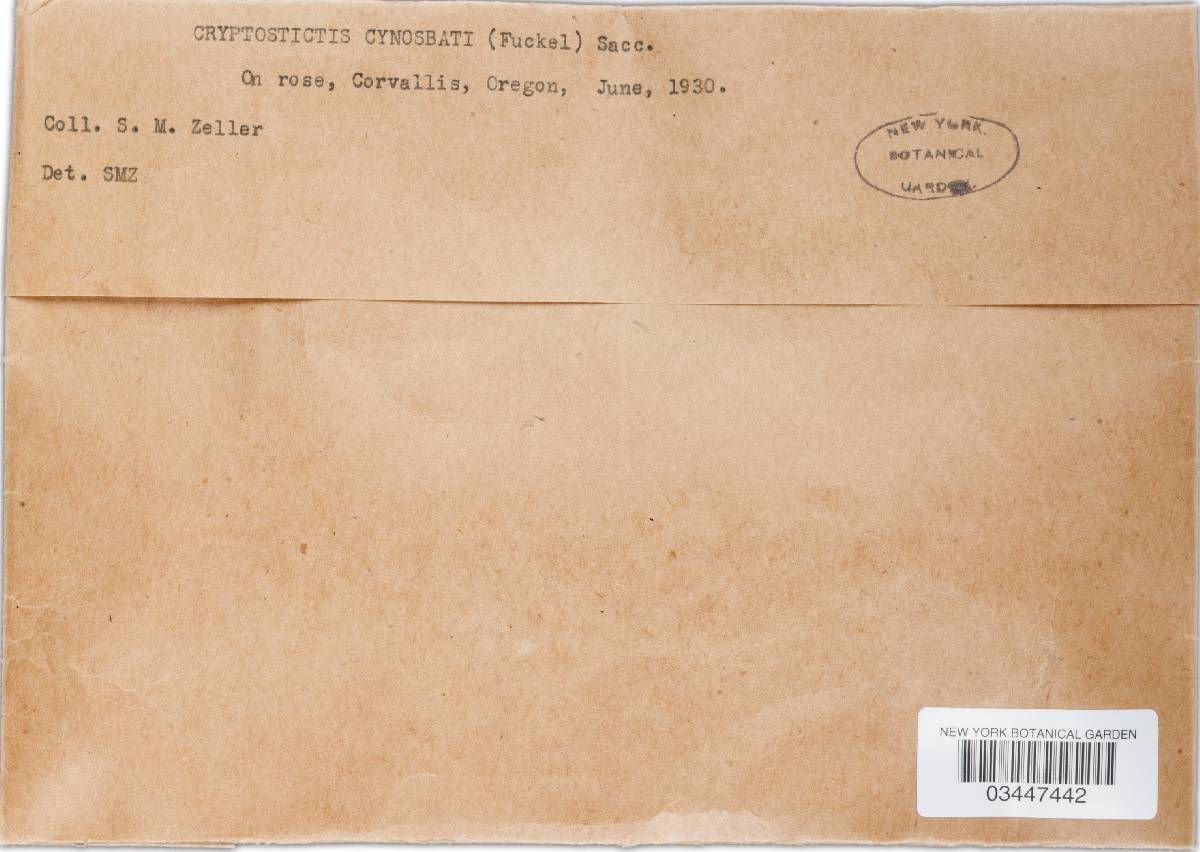 CRYPTOSTICTIS CYNOSBATI (Fuckel) Sacc.
On rose, Corvallis, Oregon, June, 1930.
Coll. S. M. Zeller
Det. SMZ
NEW YORK
BOTANICAL
GARDEN
NEW YORK BOTANICAL GARDEN
03447442